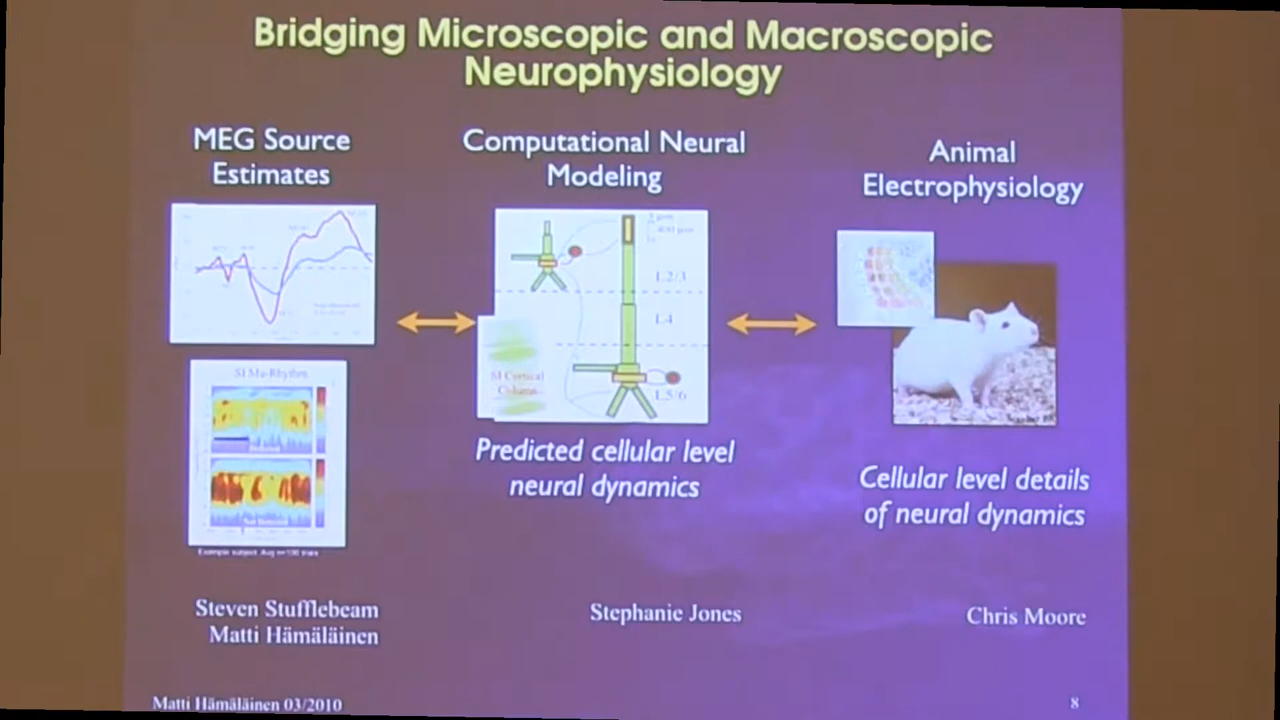 Bridging Microscopic and Macroscopic
Neurophysiology
MEG Source
Estimates
Computational Neural
Modeling
Animal
Electrophysiology
L2/3
L4
L5/6
SI Cortical
Column
SI Mu-Rhythm
Predicted cellular level
neural dynamics
Cellular level details
of neural dynamics
Steven Stufflebeam
Matti Hämäläinen
Stephanie Jones
Chris Moore
Matti Hämäläinen 03/2010
8